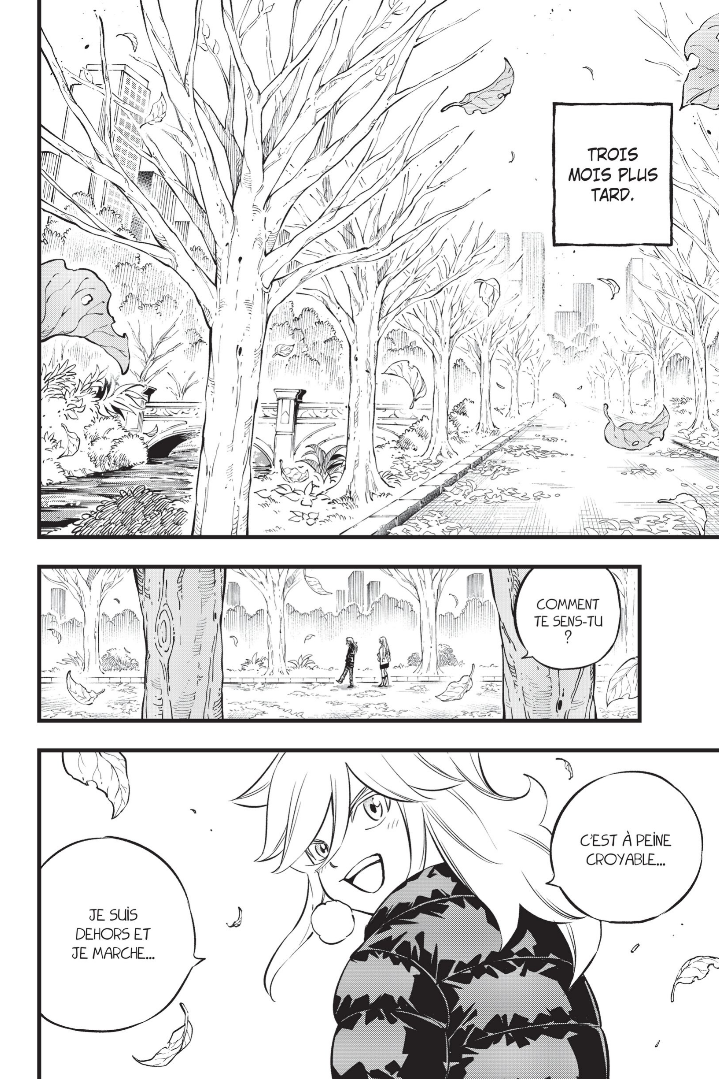 TROIS
MOIS PLUS
TARD.
COMMENT
TE SENS-TU
?
C'EST À PEINE
CROYABLE...
JE SUIS
DEHORS ET
JE MARCHE...